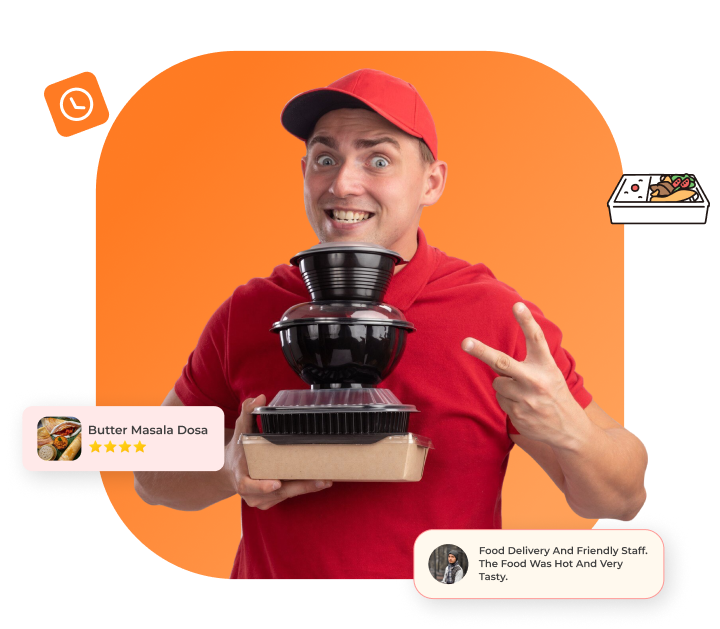 Butter Masala Dosa
Food Delivery And Friendly Staff.
The Food Was Hot And Very
Tasty.